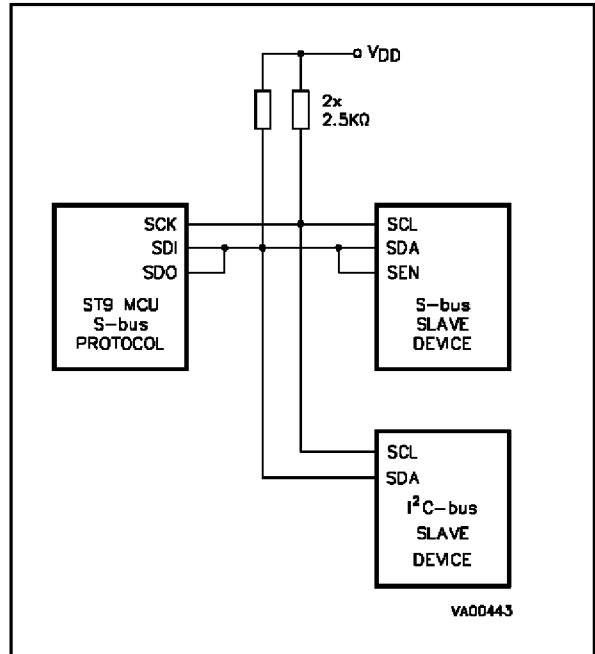 VDD
2x
2.5KΩ
SCK
SDI
SDO
ST9 MCU
S-bus
PROTOCOL
SCL
SDA
SEN
S-bus
SLAVE
DEVICE
SCL
SDA
I²C-bus
SLAVE
DEVICE
VA00443